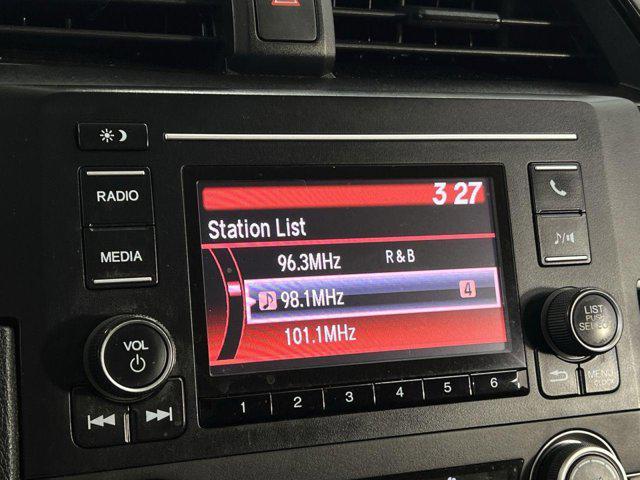 RADIO
MEDIA
VOL
3 27
Station List
96.3MHz R&B
98.1MHz 4
101.1MHz
1 2 3 4 5 6
LIST
PUSH
SELECT
MENU
CLOCK